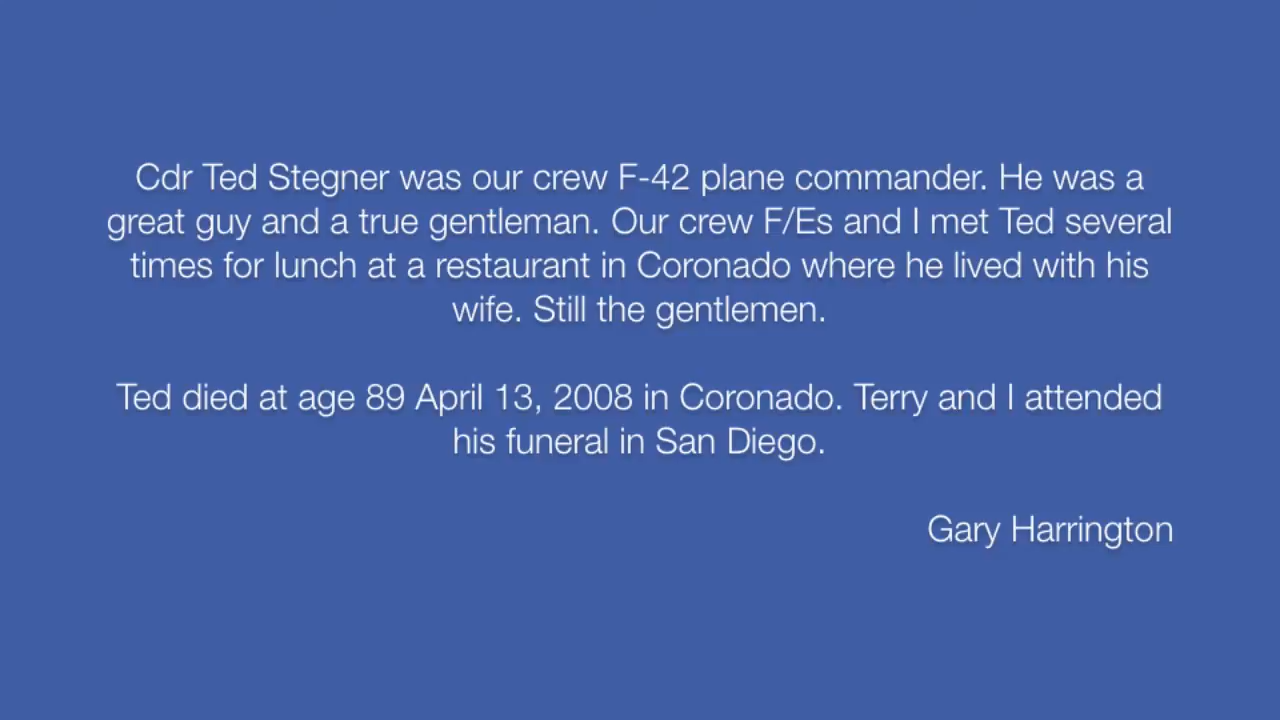 Cdr Ted Stegner was our crew F-42 plane commander. He was a
great guy and a true gentleman. Our crew F/Es and I met Ted several
times for lunch at a restaurant in Coronado where he lived with his
wife. Still the gentlemen.
Ted died at age 89 April 13, 2008 in Coronado. Terry and I attended
his funeral in San Diego.
Gary Harrington